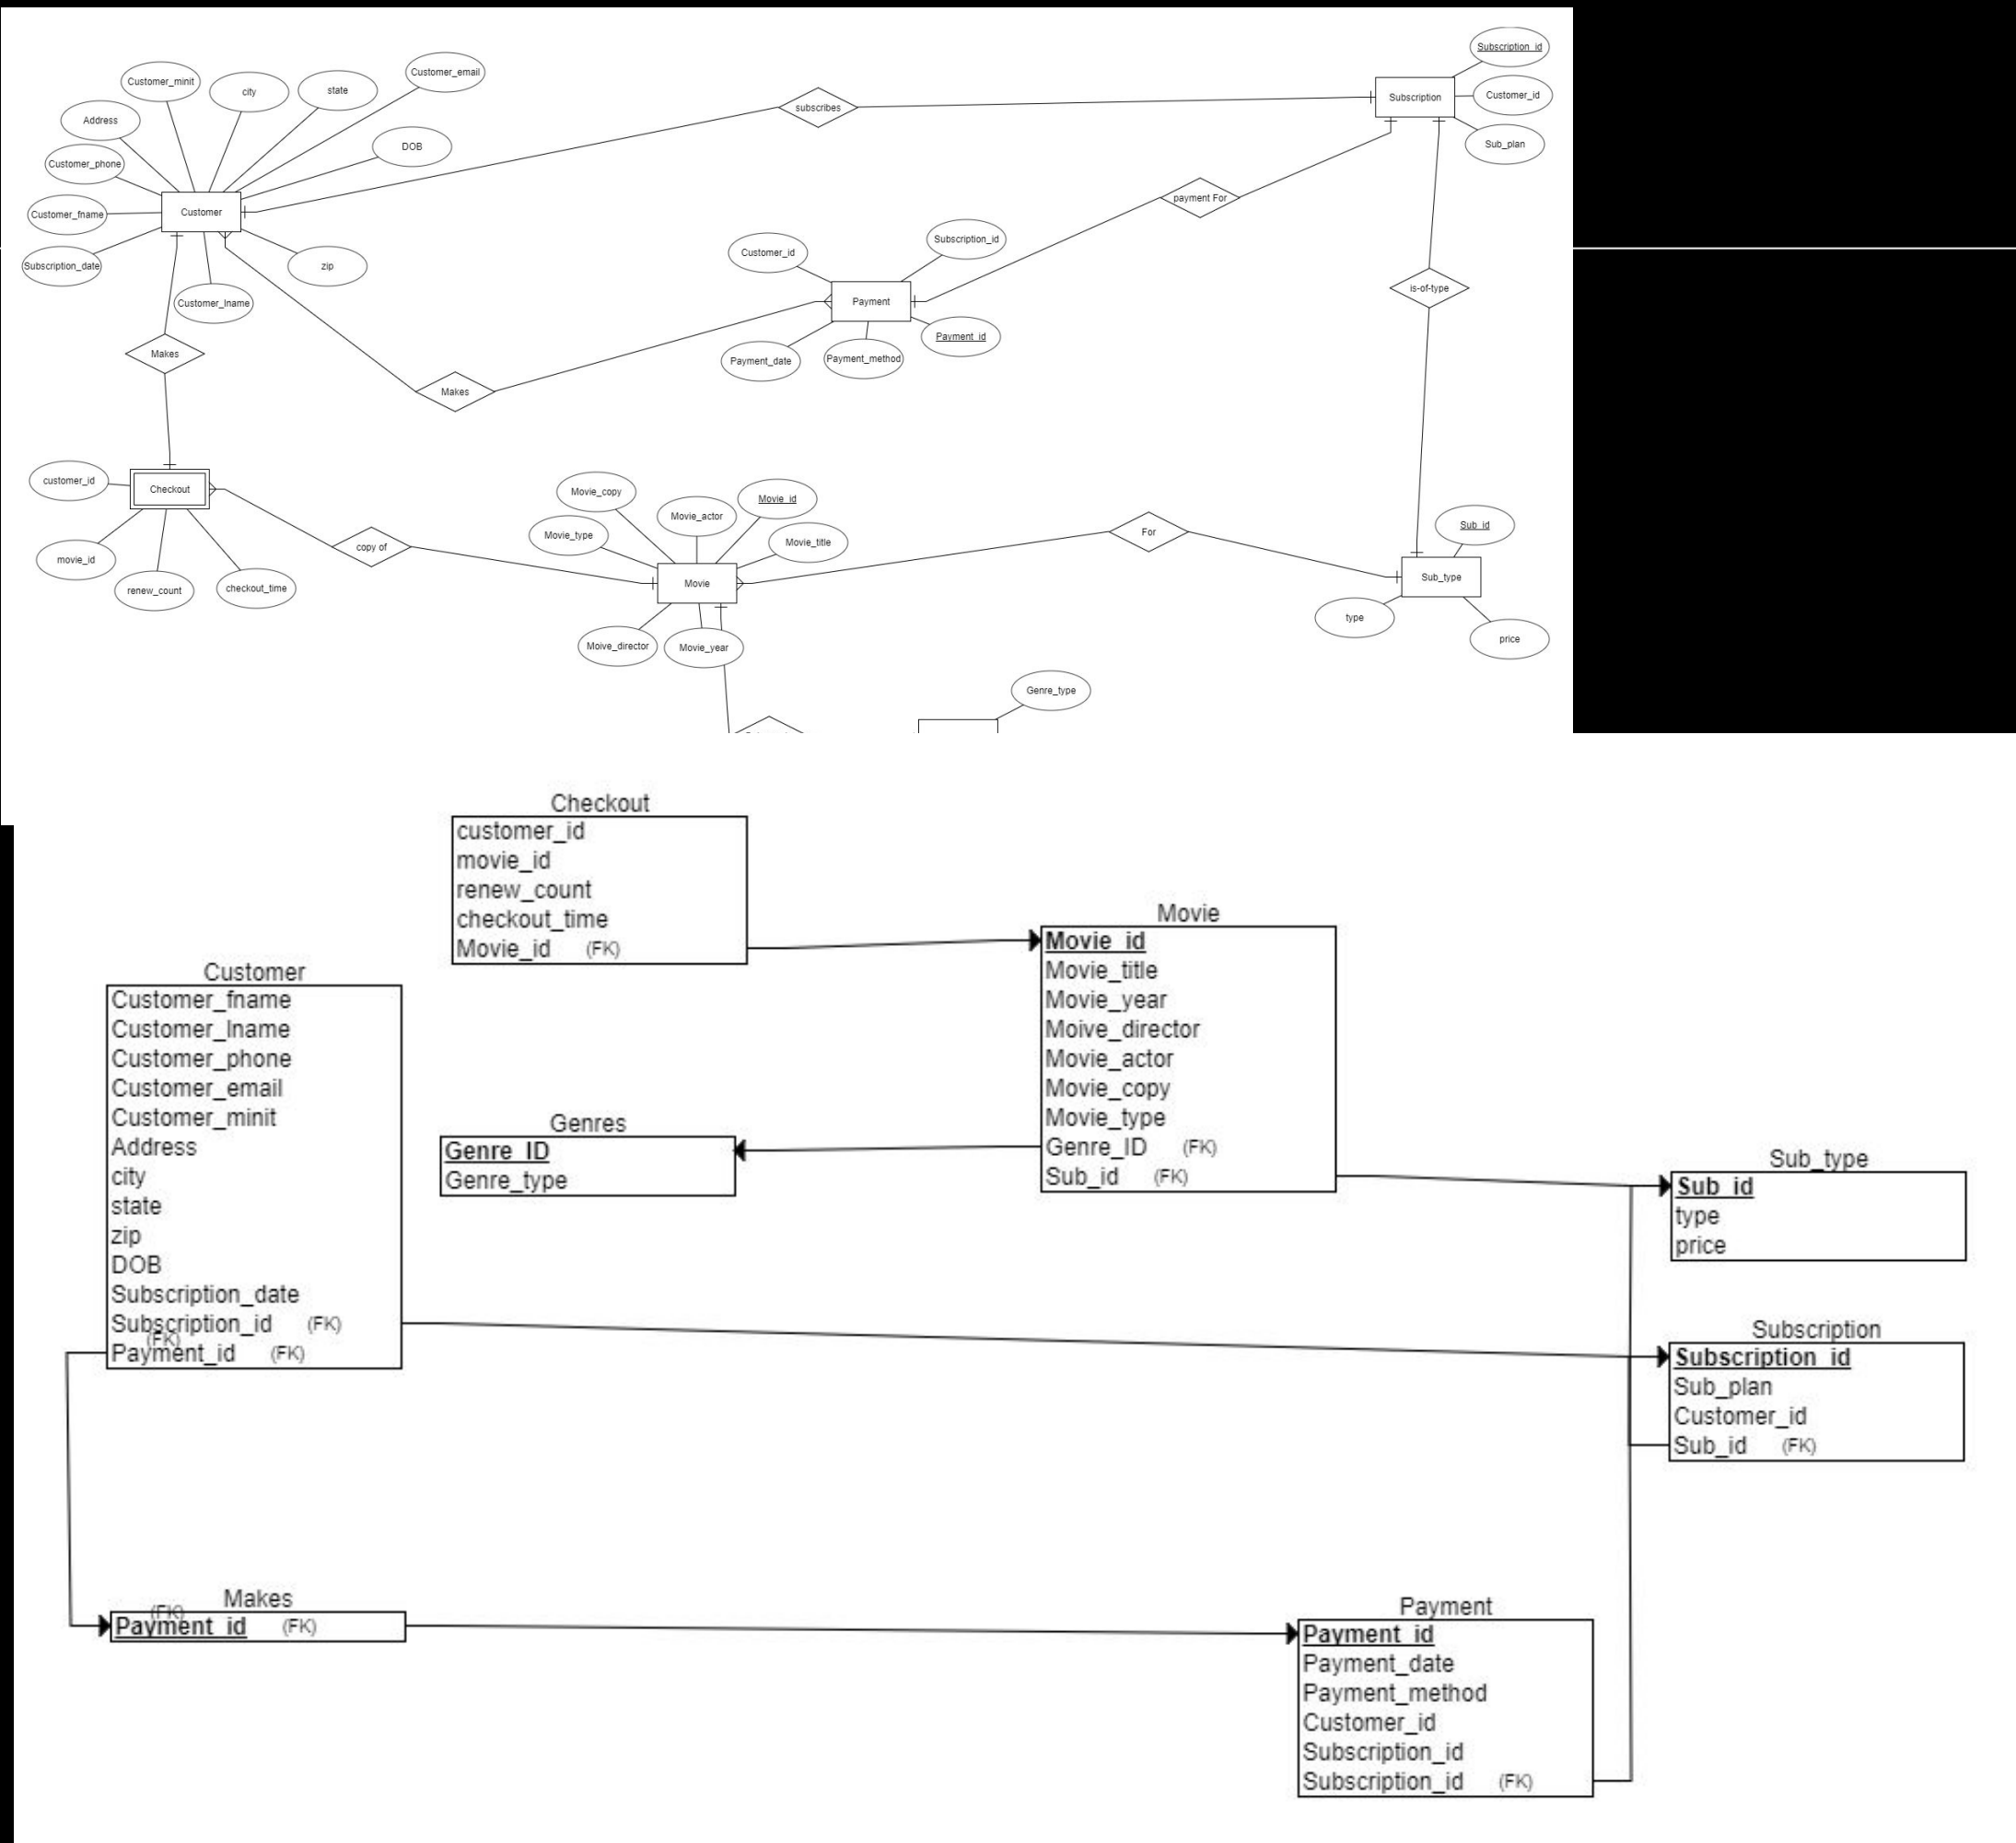 Subscription_id
Customer_email
Customer_minit
city
state
Customer_id
Subscription
subscribes
Address
DOB
Sub_plan
Customer_phone
payment For
Customer_fname
Customer
Subscription_id
Customer_id
Subscription_date
zip
is-of-type
Customer_lname
Payment
Payment_id
Makes
Payment_date
Payment_method
Makes
customer_id
Checkout
Movie_copy
Movie_id
Movie_actor
Sub_id
Movie_type
For
Movie_title
copy of
movie_id
Movie
Sub_type
renew_count
checkout_time
type
Moive_director
Movie_year
price
Genre_type
Checkout
customer_id
movie_id
renew_count
checkout_time
Movie_id (FK)
Movie
Movie_id
Movie_title
Movie_year
Moive_director
Movie_actor
Movie_copy
Movie_type
Genre_ID (FK)
Sub_id (FK)
Customer
Customer_fname
Customer_lname
Customer_phone
Customer_email
Customer_minit
Address
city
state
zip
DOB
Subscription_date
Subscription_id (FK)
(FK)
Payment_id (FK)
Genres
Genre_ID
Genre_type
Sub_type
Sub_id
type
price
Subscription
Subscription_id
Sub_plan
Customer_id
Sub_id (FK)
Makes
(FK)
Payment_id (FK)
Payment
Payment_id
Payment_date
Payment_method
Customer_id
Subscription_id
Subscription_id (FK)